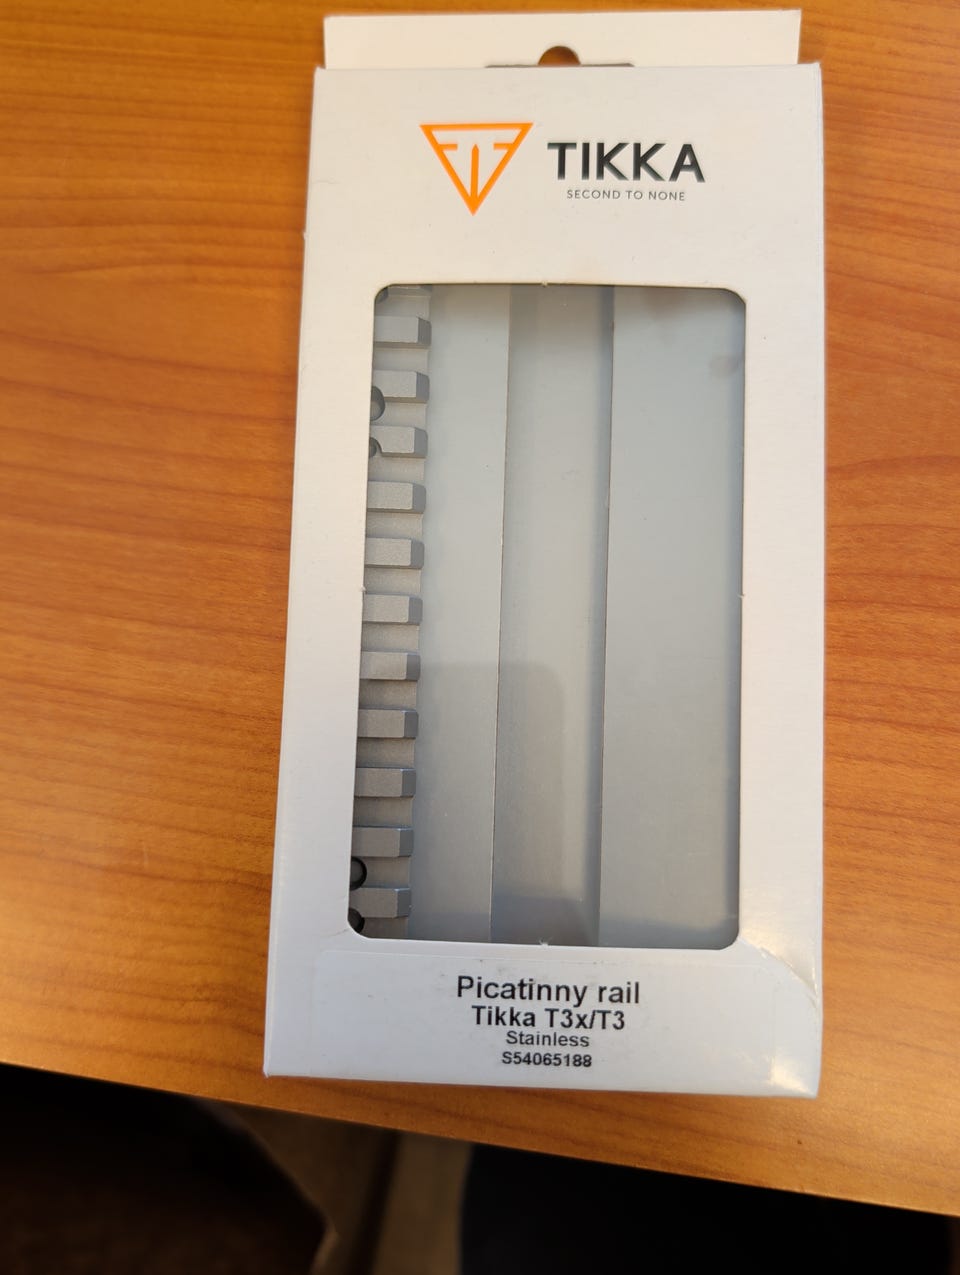 TIKKA
SECOND TO NONE
Picatinny rail
Tikka T3x/T3
Stainless
S54065188